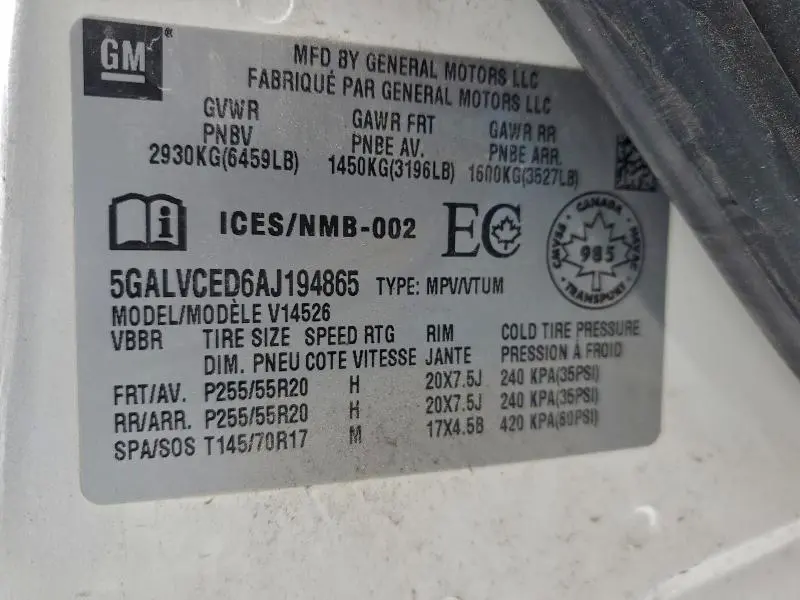 GM®
MFD BY GENERAL MOTORS LLC
FABRIQUÉ PAR GENERAL MOTORS LLC
GVWR GAWR FRT GAWR RR
PNBV PNBE AV. PNBE ARR.
2930KG(6459LB) 1450KG(3196LB) 1600KG(3527LB)
i ICES/NMB-002 EC CANADA 985 TRANSPORT
5GALVCED6AJ194865 TYPE: MPV/VTUM
MODEL/MODÈLE V14526
VBBR TIRE SIZE SPEED RTG RIM COLD TIRE PRESSURE
DIM. PNEU COTE VITESSE JANTE PRESSION À FROID
FRT/AV. P255/55R20 H 20X7.5J 240 KPA(35PSI)
RR/ARR. P255/55R20 H 20X7.5J 240 KPA(35PSI)
SPA/SOS T145/70R17 M 17X4.5B 420 KPA(60PSI)